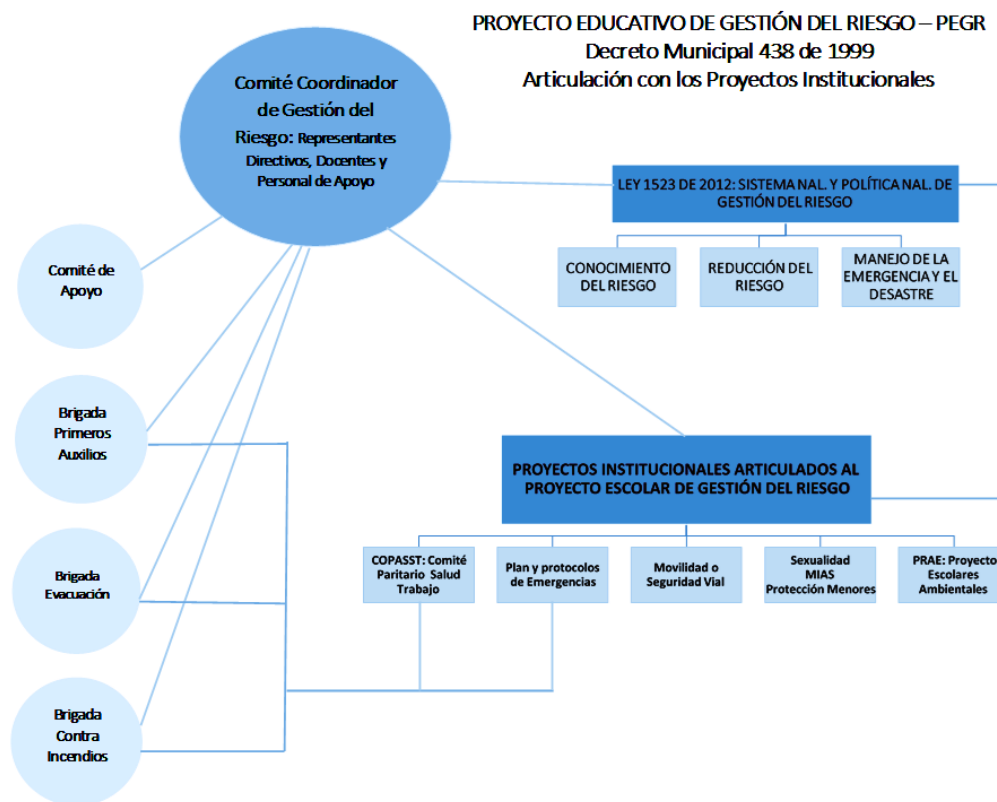 PROYECTO EDUCATIVO DE GESTIÓN DEL RIESGO – PEGR
Decreto Municipal 438 de 1999
Articulación con los Proyectos Institucionales
Comité Coordinador
de Gestión del
Riesgo: Representantes
Directivos, Docentes y
Personal de Apoyo
LEY 1523 DE 2012: SISTEMA NAL. Y POLÍTICA NAL. DE
GESTIÓN DEL RIESGO
CONOCIMIENTO
DEL RIESGO
REDUCCIÓN DEL
RIESGO
MANEJO DE LA
EMERGENCIA Y EL
DESASTRE
Comité de
Apoyo
Brigada
Primeros
Auxilios
Brigada
Evacuación
Brigada
Contra
Incendios
PROYECTOS INSTITUCIONALES ARTICULADOS AL
PROYECTO ESCOLAR DE GESTIÓN DEL RIESGO
COPASST: Comité
Paritario Salud
Trabajo
Plan y protocolos
de Emergencias
Movilidad o
Seguridad Vial
Sexualidad
MIAS
Protección Menores
PRAE: Proyecto
Escolares
Ambientales